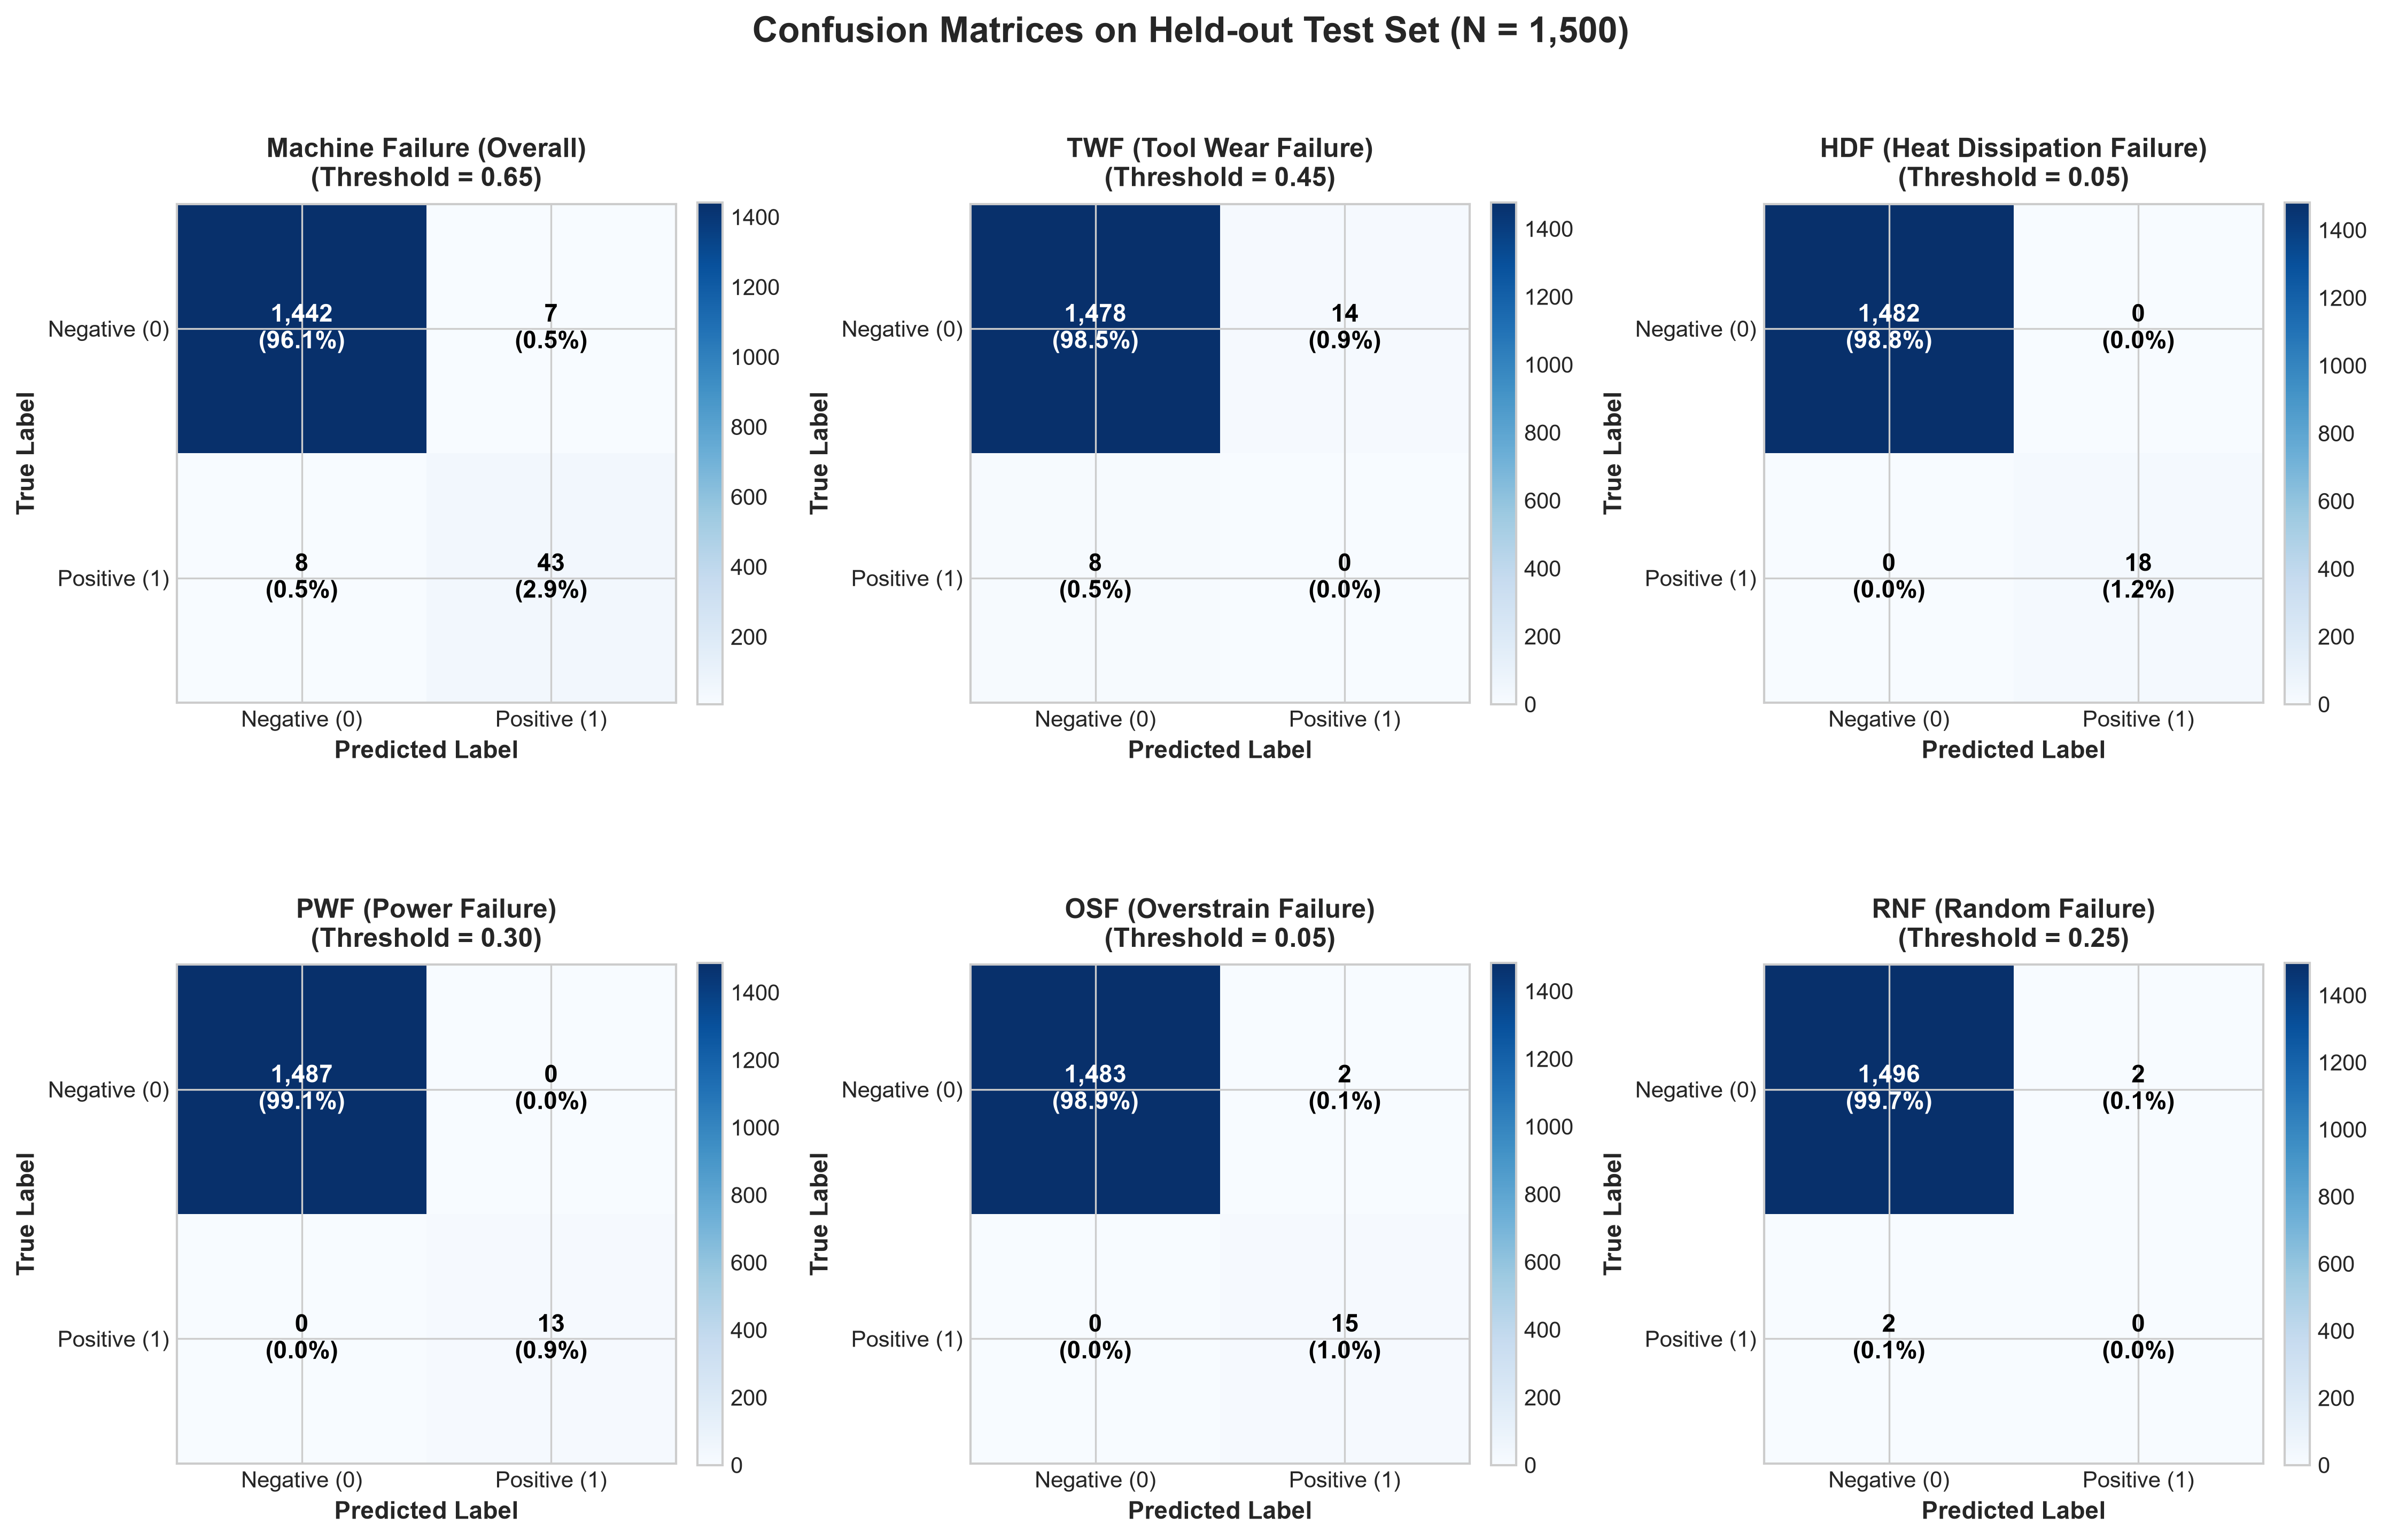 Confusion Matrices on Held-out Test Set (N = 1,500)
Machine Failure (Overall)
(Threshold = 0.65)
True Label
Negative (0)
Positive (1)
1,442
(96.1%)
7
(0.5%)
8
(0.5%)
43
(2.9%)
Negative (0)
Positive (1)
Predicted Label
1400
1200
1000
800
600
400
200
TWF (Tool Wear Failure)
(Threshold = 0.45)
True Label
Negative (0)
Positive (1)
1,478
(98.5%)
14
(0.9%)
8
(0.5%)
0
(0.0%)
Negative (0)
Positive (1)
Predicted Label
1400
1200
1000
800
600
400
200
0
HDF (Heat Dissipation Failure)
(Threshold = 0.05)
True Label
Negative (0)
Positive (1)
1,482
(98.8%)
0
(0.0%)
0
(0.0%)
18
(1.2%)
Negative (0)
Positive (1)
Predicted Label
1400
1200
1000
800
600
400
200
0
PWF (Power Failure)
(Threshold = 0.30)
True Label
Negative (0)
Positive (1)
1,487
(99.1%)
0
(0.0%)
0
(0.0%)
13
(0.9%)
Negative (0)
Positive (1)
Predicted Label
1400
1200
1000
800
600
400
200
0
OSF (Overstrain Failure)
(Threshold = 0.05)
True Label
Negative (0)
Positive (1)
1,483
(98.9%)
2
(0.1%)
0
(0.0%)
15
(1.0%)
Negative (0)
Positive (1)
Predicted Label
1400
1200
1000
800
600
400
200
0
RNF (Random Failure)
(Threshold = 0.25)
True Label
Negative (0)
Positive (1)
1,496
(99.7%)
2
(0.1%)
2
(0.1%)
0
(0.0%)
Negative (0)
Positive (1)
Predicted Label
1400
1200
1000
800
600
400
200
0